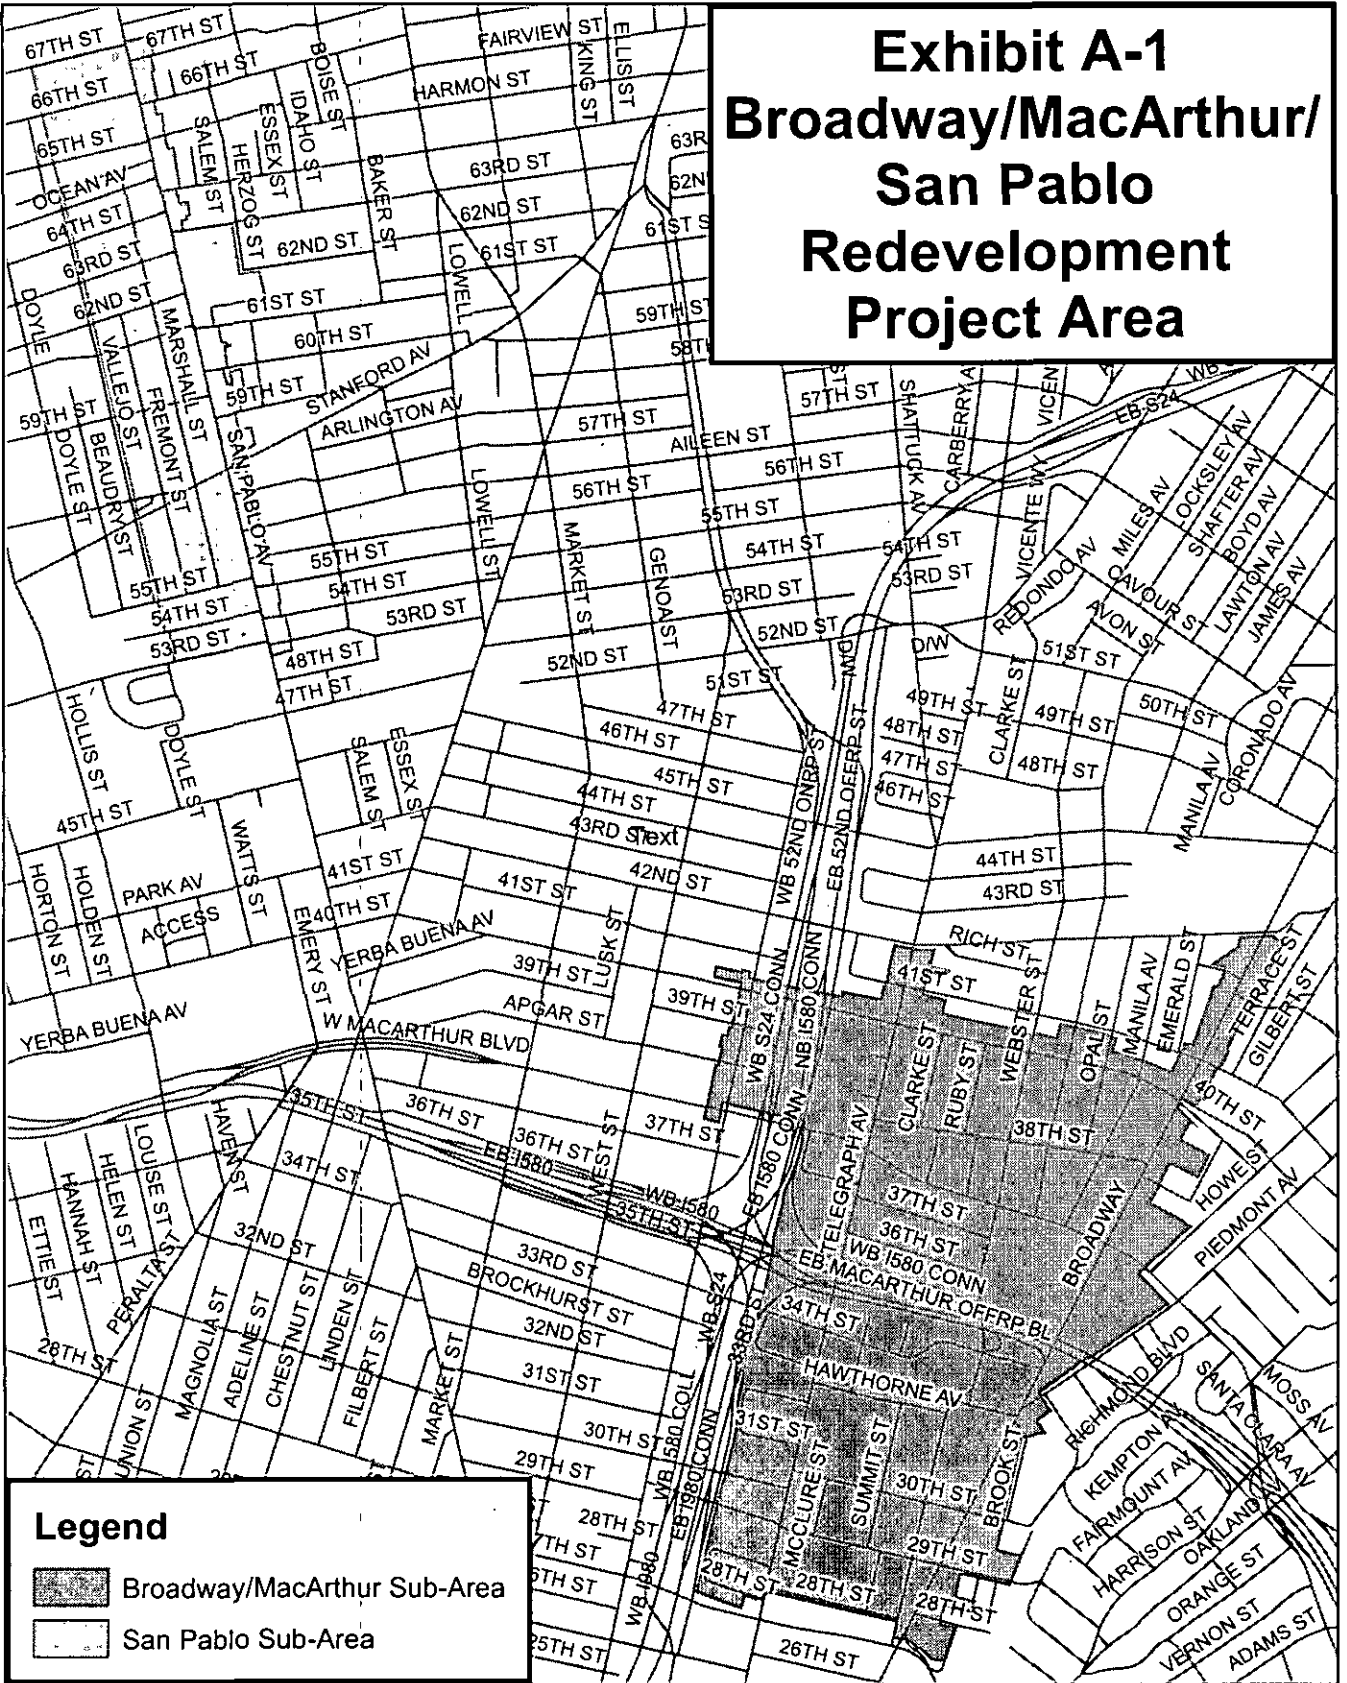 Exhibit A-1
Broadway/MacArthur/
San Pablo
Redevelopment
Project Area
67TH ST
67TH ST
66TH ST
66TH ST
65TH ST
OCEAN AV
64TH ST
63RD ST
62ND ST
DOYLE
VALLEJO ST
MARSHALL ST
FREMONT ST
59TH ST
DOYLE ST
BEAUDRY ST
SALEM ST
HERZOG ST
ESSEX ST
IDAHO ST
BOISE ST
BAKER ST
FAIRVIEW ST
HARMON ST
KING ST
ELLIS ST
63RD ST
62ND ST
61ST ST
62ND ST
61ST ST
60TH ST
59TH ST
STANFORD AV
ARLINGTON AV
LOWELL
SAN PABLO AV
63R
62N
61ST S
59TH ST
58TH
57TH ST
57TH ST
AILEEN ST
56TH ST
56TH ST
55TH ST
54TH ST
54TH ST
53RD ST
53RD ST
52ND ST
52ND ST
51ST ST
SHATTUCK AV
CARBERRY A
VICEN
VICENTE WY
EB S24
WB
MILES AV
LOCKSLEY AV
SHAFTER AV
BOYD AV
LAWTON AV
JAMES AV
CAVOUR S
AVON ST
REDONDO AV
51ST ST
50TH ST
CORONADO AV
MANILA AV
D/W
D/W
CLARKE ST
49TH ST
49TH ST
48TH ST
48TH ST
47TH ST
46TH ST
LOWELL ST
MARKET ST
GENOA ST
55TH ST
54TH ST
53RD ST
55TH ST
54TH ST
53RD ST
48TH ST
47TH ST
HOLLIS ST
DOYLE ST
SALEM ST
ESSEX ST
47TH ST
46TH ST
45TH ST
44TH ST
43RD ST
Text
42ND ST
41ST ST
WB 52ND ONRP ST
EB 52ND OFFRP ST
44TH ST
43RD ST
RICH ST
41ST ST
45TH ST
HORTON ST
HOLDEN ST
PARK AV
ACCESS
WATTS ST
41ST ST
40TH ST
EMERY ST
YERBA BUENA AV
YERBA BUENA AV
39TH ST
LUSK ST
APGAR ST
39TH ST
W MACARTHUR BLVD
WB S24 CONN
NB I580 CONN
CLARKE ST
RUBY ST
WEBSTER ST
OPAL ST
MANILA AV
EMERALD ST
TERRACE ST
GILBERT ST
40TH ST
HOWE ST
PIEDMONT AV
38TH ST
37TH ST
36TH ST
TELEGRAPH AV
BROADWAY
WB I580 CONN
EB MACARTHUR OFFRP BL
34TH ST
HAWTHORNE AV
35TH ST
36TH ST
36TH ST
37TH ST
EB I580
WB I580
35TH ST
EB I580 CONN
WEST ST
HAVEN ST
LOUISE ST
HELEN ST
HANNAH ST
ETTIE ST
PERALTA ST
34TH ST
32ND ST
28TH ST
UNION ST
MAGNOLIA ST
ADELINE ST
CHESTNUT ST
LINDEN ST
FILBERT ST
MARKET ST
33RD ST
BROCKHURST ST
32ND ST
31ST ST
30TH ST
29TH ST
28TH ST
7TH ST
6TH ST
25TH ST
WB S24
33RD ST
WB I580 COLL
EB I980 CONN
WB I980
31ST ST
MCCLURE ST
SUMMIT ST
30TH ST
BROOK ST
29TH ST
28TH ST
28TH ST
28TH ST
26TH ST
RICHMOND BLVD
SANTA CLARA AV
MOSS AV
KEMPTON AV
FAIRMOUNT AV
HARRISON ST
OAKLAND AV
ORANGE ST
VERNON ST
ADAMS ST
Legend
Broadway/MacArthur Sub-Area
San Pablo Sub-Area